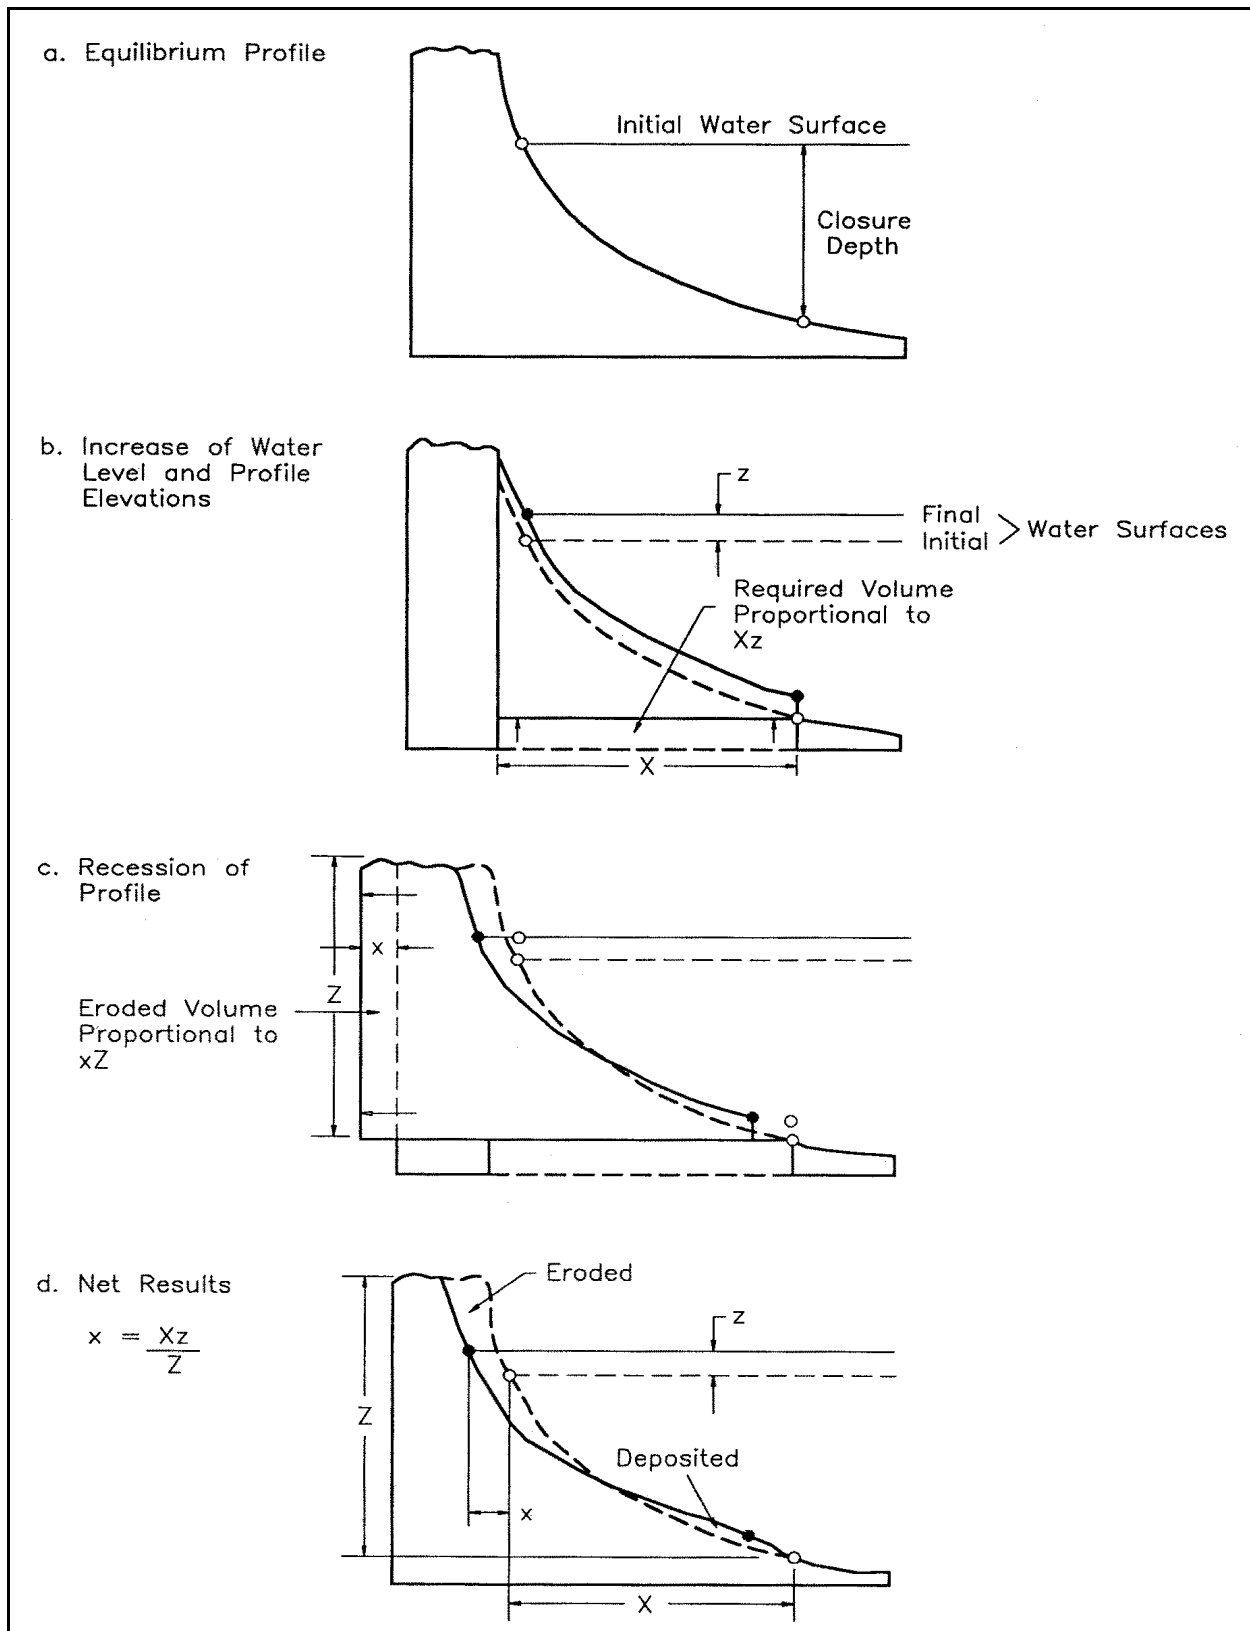 a. Equilibrium Profile
Initial Water Surface
Closure
Depth
b. Increase of Water
Level and Profile
Elevations
z
Final
Initial
Water Surfaces
Required Volume
Proportional to
Xz
X
c. Recession of
Profile
x
Z
Eroded Volume
Proportional to
xZ
d. Net Results
x = Xz
Z
Eroded
z
Z
Deposited
x
X